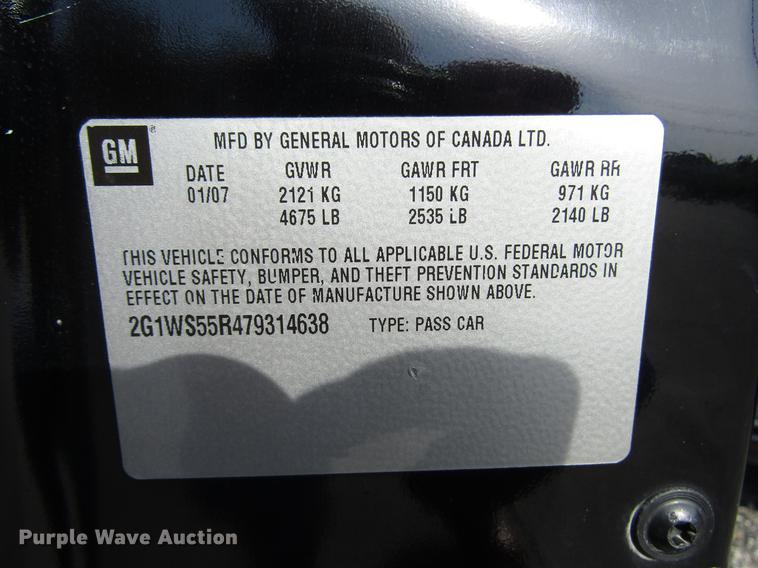 GM
MFD BY GENERAL MOTORS OF CANADA LTD.
DATE GVWR GAWR FRT GAWR RR
01/07 2121 KG 1150 KG 971 KG
4675 LB 2535 LB 2140 LB
THIS VEHICLE CONFORMS TO ALL APPLICABLE U.S. FEDERAL MOTOR
VEHICLE SAFETY, BUMPER, AND THEFT PREVENTION STANDARDS IN
EFFECT ON THE DATE OF MANUFACTURE SHOWN ABOVE.
2G1WS55R479314638 TYPE: PASS CAR
Purple Wave Auction